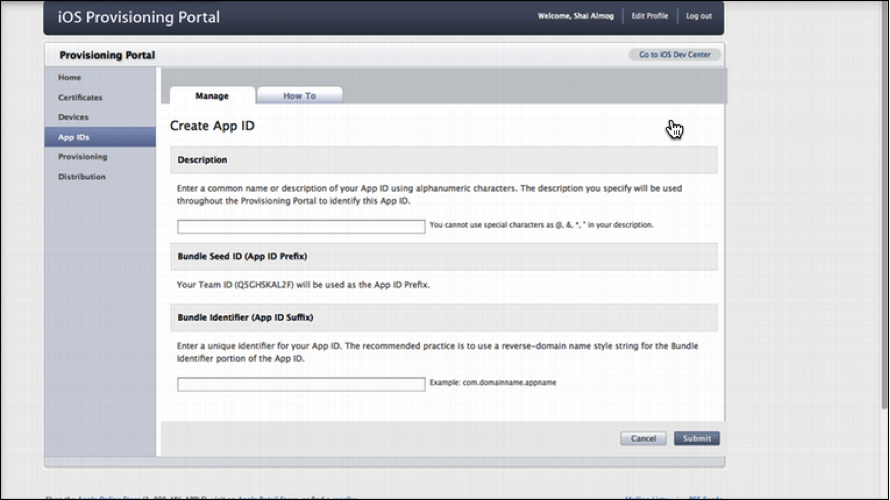 iOS Provisioning Portal
Welcome, Shai Almog Edit Profile Log out
Provisioning Portal
Go to iOS Dev Center
Home
Certificates
Devices
App IDs
Provisioning
Distribution
Manage How To
Create App ID
Description
Enter a common name or description of your App ID using alphanumeric characters. The description you specify will be used
throughout the Provisioning Portal to identify this App ID.
You cannot use special characters as @, &, *, " in your description.
Bundle Seed ID (App ID Prefix)
Your Team ID (Q5GHSKAL2F) will be used as the App ID Prefix.
Bundle Identifier (App ID Suffix)
Enter a unique identifier for your App ID. The recommended practice is to use a reverse-domain name style string for the Bundle
Identifier portion of the App ID.
Example: com.domainname.appname
Cancel Submit